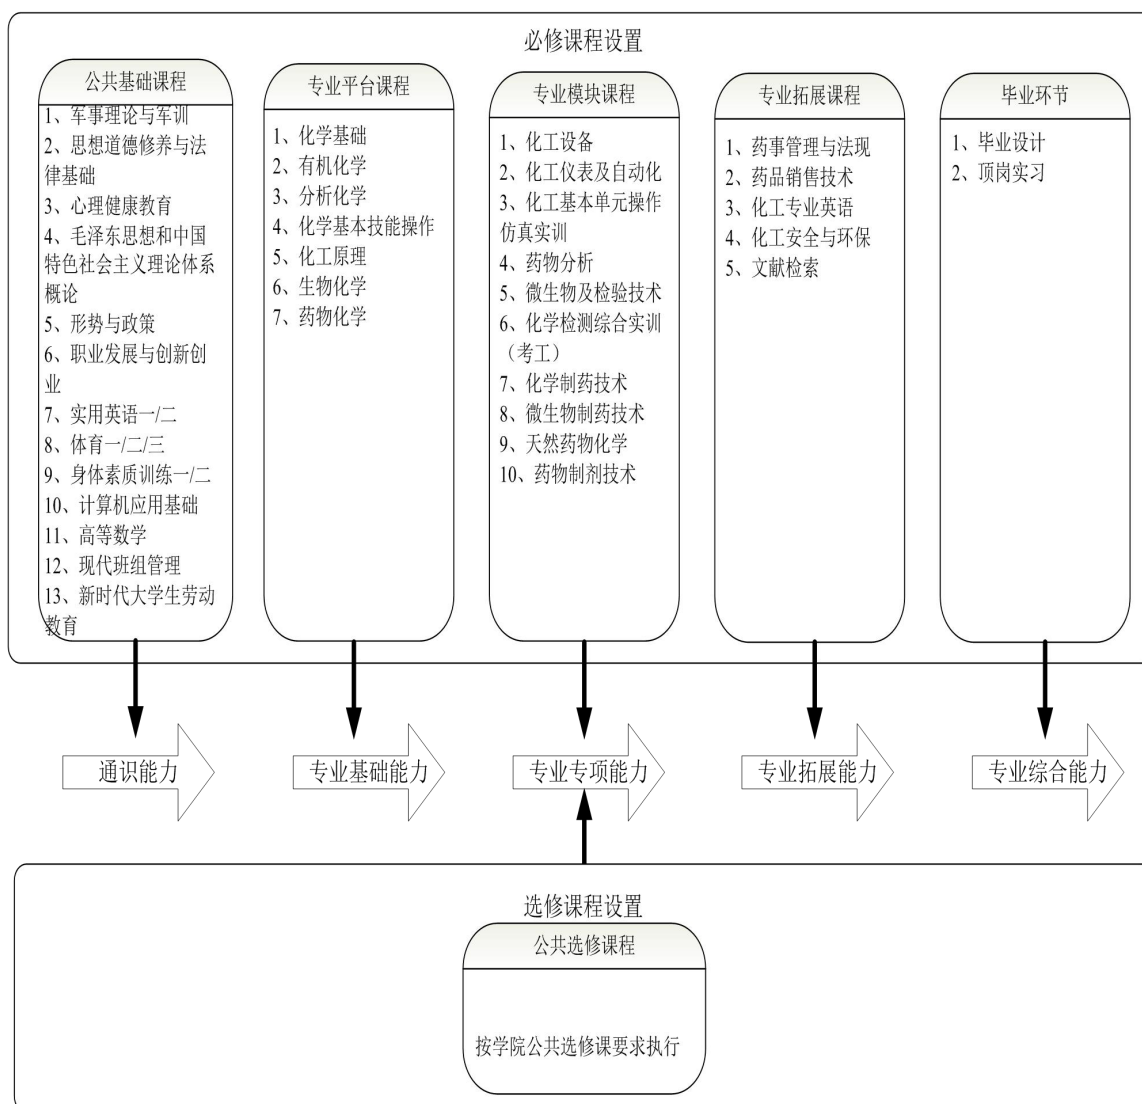 必修课程设置
公共基础课程
1、军事理论与军训
2、思想道德修养与法
律基础
3、心理健康教育
4、毛泽东思想和中国
特色社会主义理论体系
概论
5、形势与政策
6、职业发展与创新创
业
7、实用英语一/二
8、体育一/二/三
9、身体素质训练一/二
10、计算机应用基础
11、高等数学
12、现代班组管理
13、新时代大学生劳动
教育
专业平台课程
1、化学基础
2、有机化学
3、分析化学
4、化学基本技能操作
5、化工原理
6、生物化学
7、药物化学
专业模块课程
1、化工设备
2、化工仪表及自动化
3、化工基本单元操作
仿真实训
4、药物分析
5、微生物及检验技术
6、化学检测综合实训
（考工）
7、化学制药技术
8、微生物制药技术
9、天然药物化学
10、药物制剂技术
专业拓展课程
1、药事管理与法现
2、药品销售技术
3、化工专业英语
4、化工安全与环保
5、文献检索
毕业环节
1、毕业设计
2、顶岗实习
通识能力
专业基础能力
专业专项能力
专业拓展能力
专业综合能力
选修课程设置
公共选修课程
按学院公共选修课要求执行